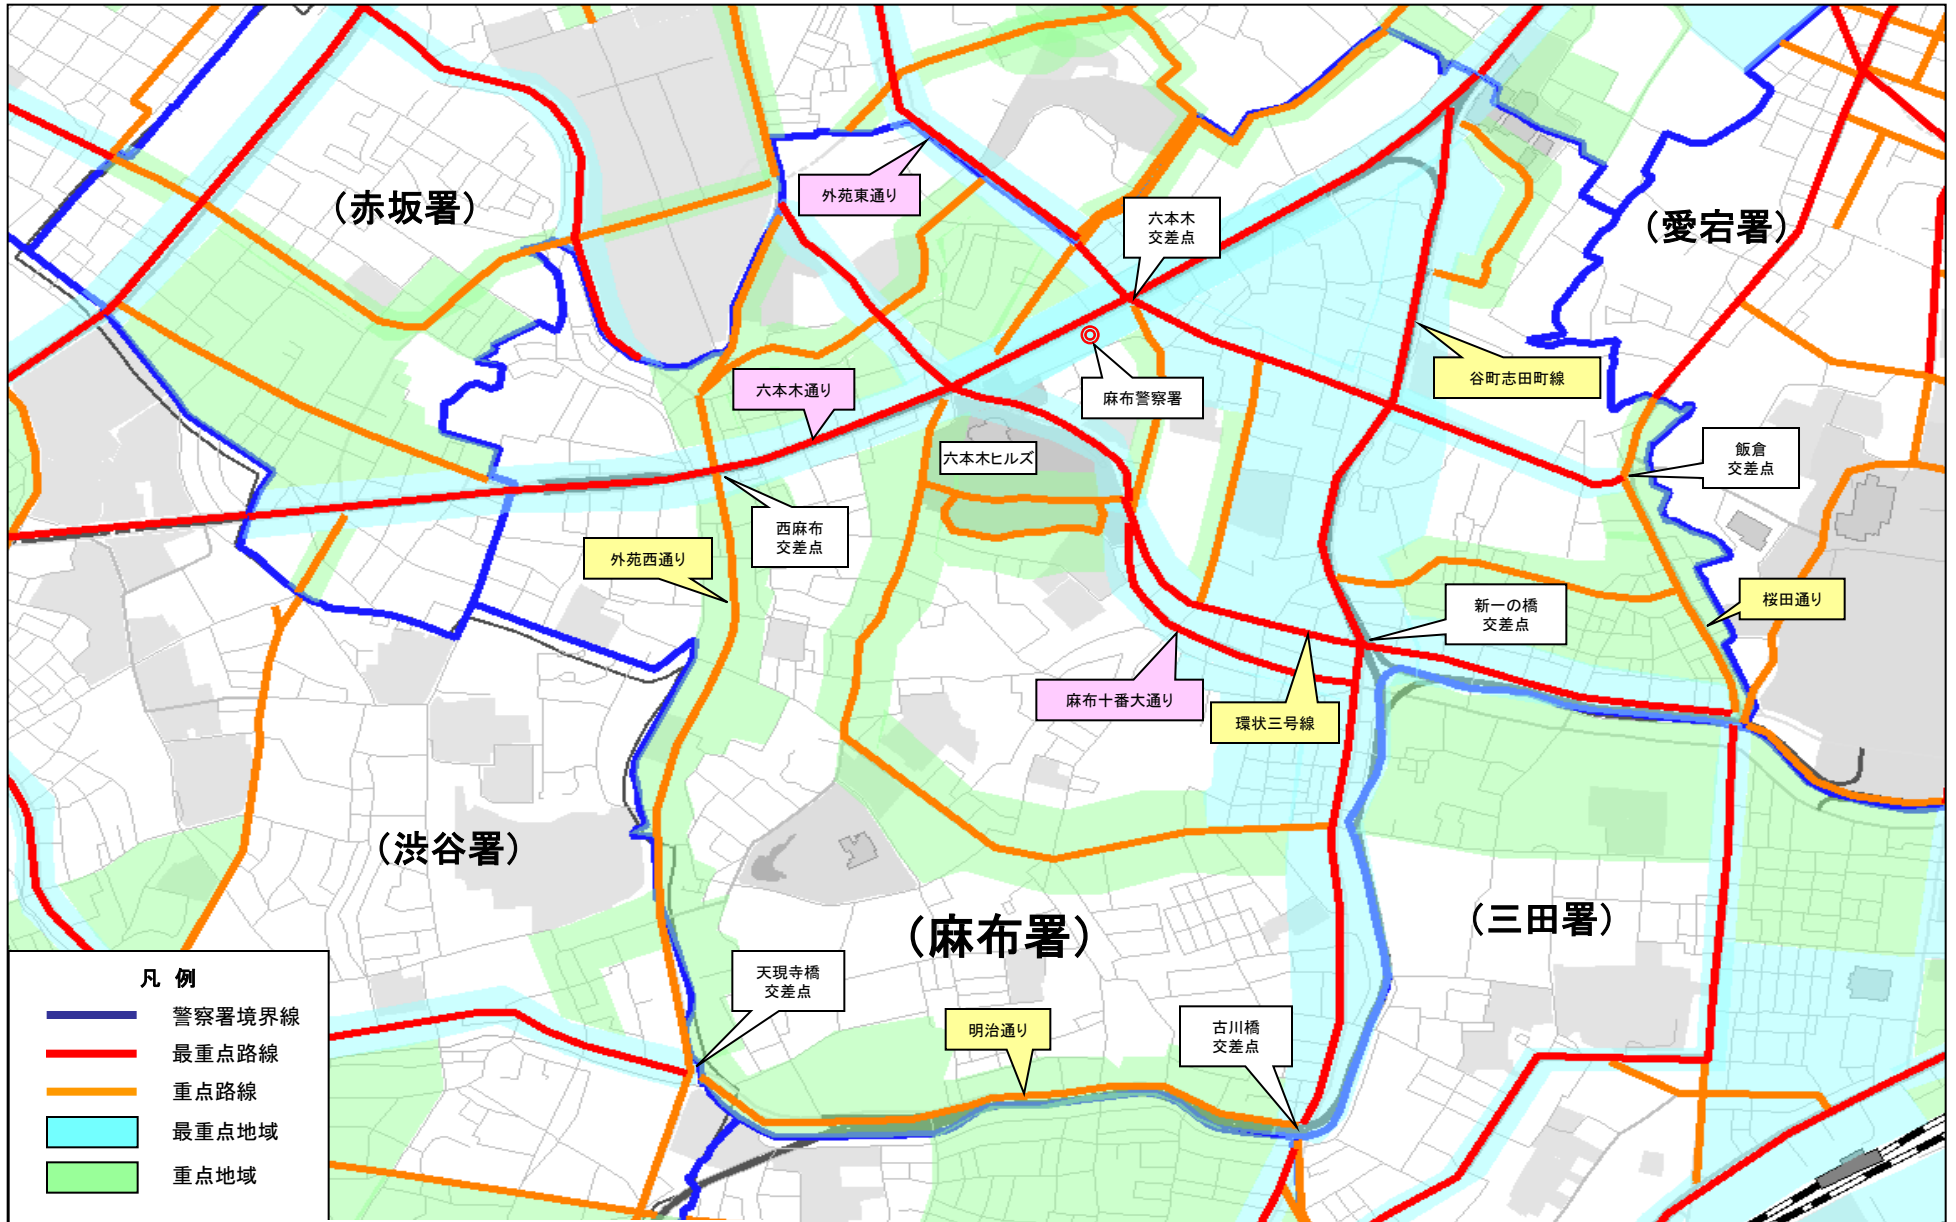 (赤坂署)
外苑東通り
六本木
交差点
(愛宕署)
谷町志田町線
六本木通り
麻布警察署
飯倉
交差点
六本木ヒルズ
西麻布
交差点
外苑西通り
新一の橋
交差点
桜田通り
麻布十番大通り
環状三号線
(渋谷署)
(麻布署)
(三田署)
天現寺橋
交差点
明治通り
古川橋
交差点
凡 例
警察署境界線
最重点路線
重点路線
最重点地域
重点地域